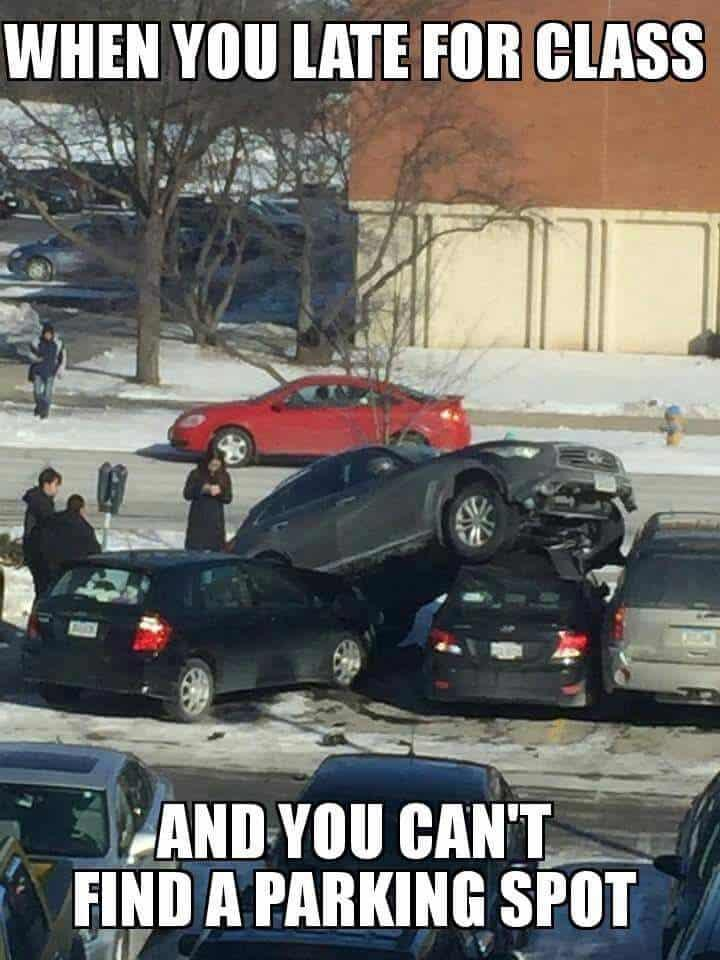 WHEN YOU LATE FOR CLASS
AND YOU CAN'T
FIND A PARKING SPOT